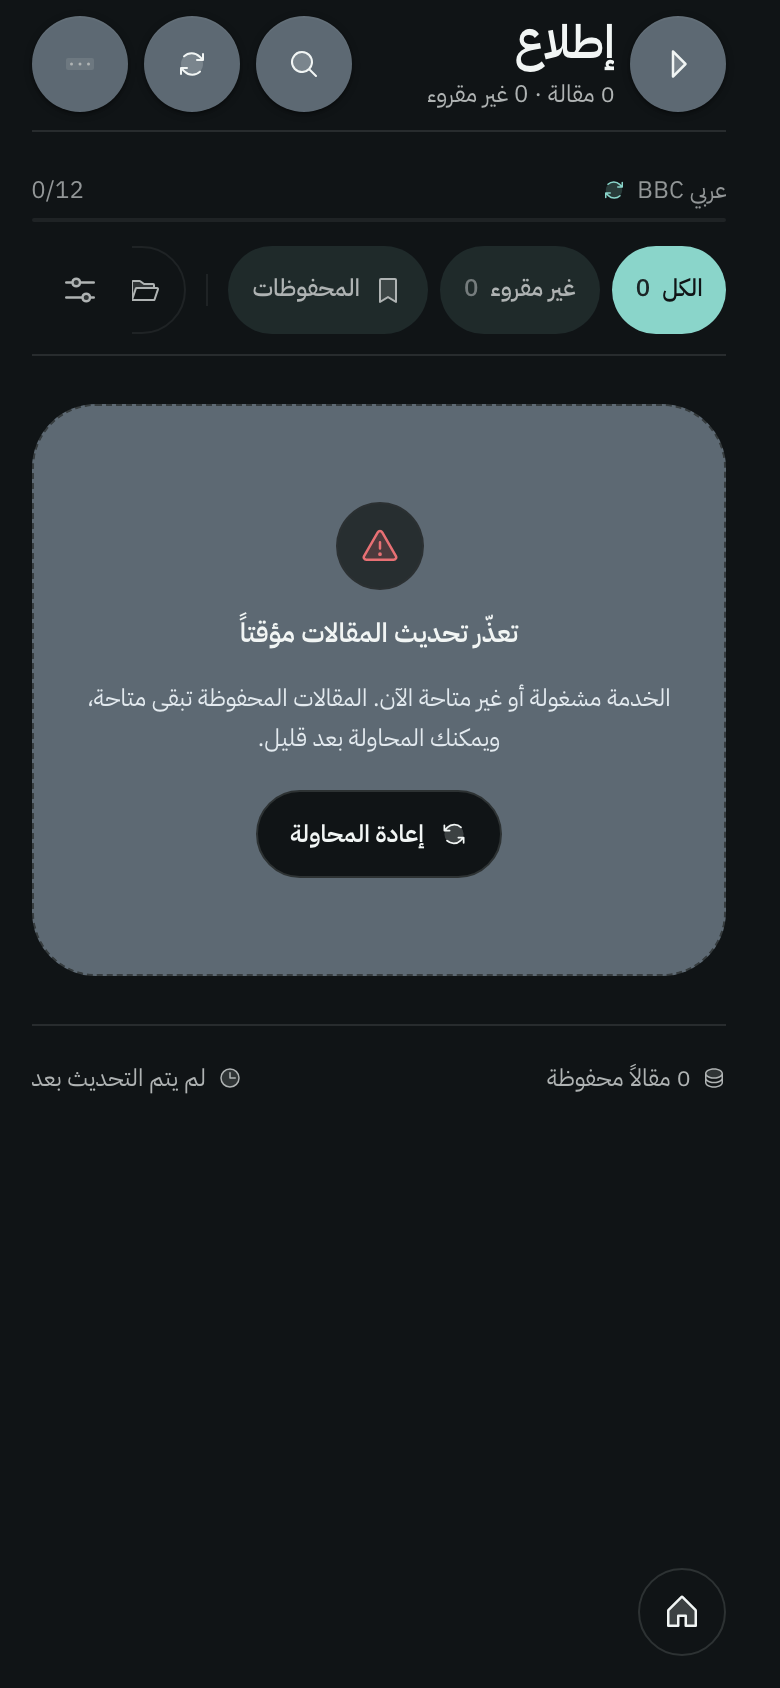 إطلاع
0 مقالة · 0 غير مقروء
BBC عربي
0/12
الكل 0
غير مقروء 0
المحفوظات
تعذّر تحديث المقالات مؤقتاً
الخدمة مشغولة أو غير متاحة الآن. المقالات المحفوظة تبقى متاحة،
ويمكنك المحاولة بعد قليل.
إعادة المحاولة
0 مقالاً محفوظة
لم يتم التحديث بعد